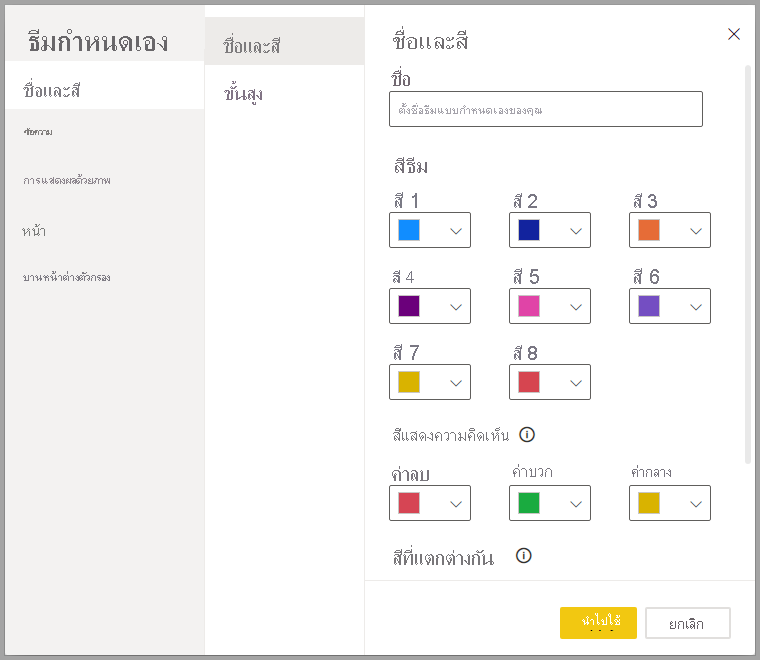 ธีมกำหนดเอง
ชื่อและสี
ข้อความ
การแสดงผลด้วยภาพ
หน้า
บานหน้าต่างตัวกรอง
ชื่อและสี
ขั้นสูง
ชื่อและสี
ชื่อ
ตั้งชื่อธีมแบบกำหนดเองของคุณ
สีธีม
สี 1 สี 2 สี 3
สี 4 สี 5 สี 6
สี 7 สี 8
สีแสดงความคิดเห็น
ค่าลบ ค่าบวก ค่ากลาง
สีที่แตกต่างกัน
นำไปใช้ ยกเลิก